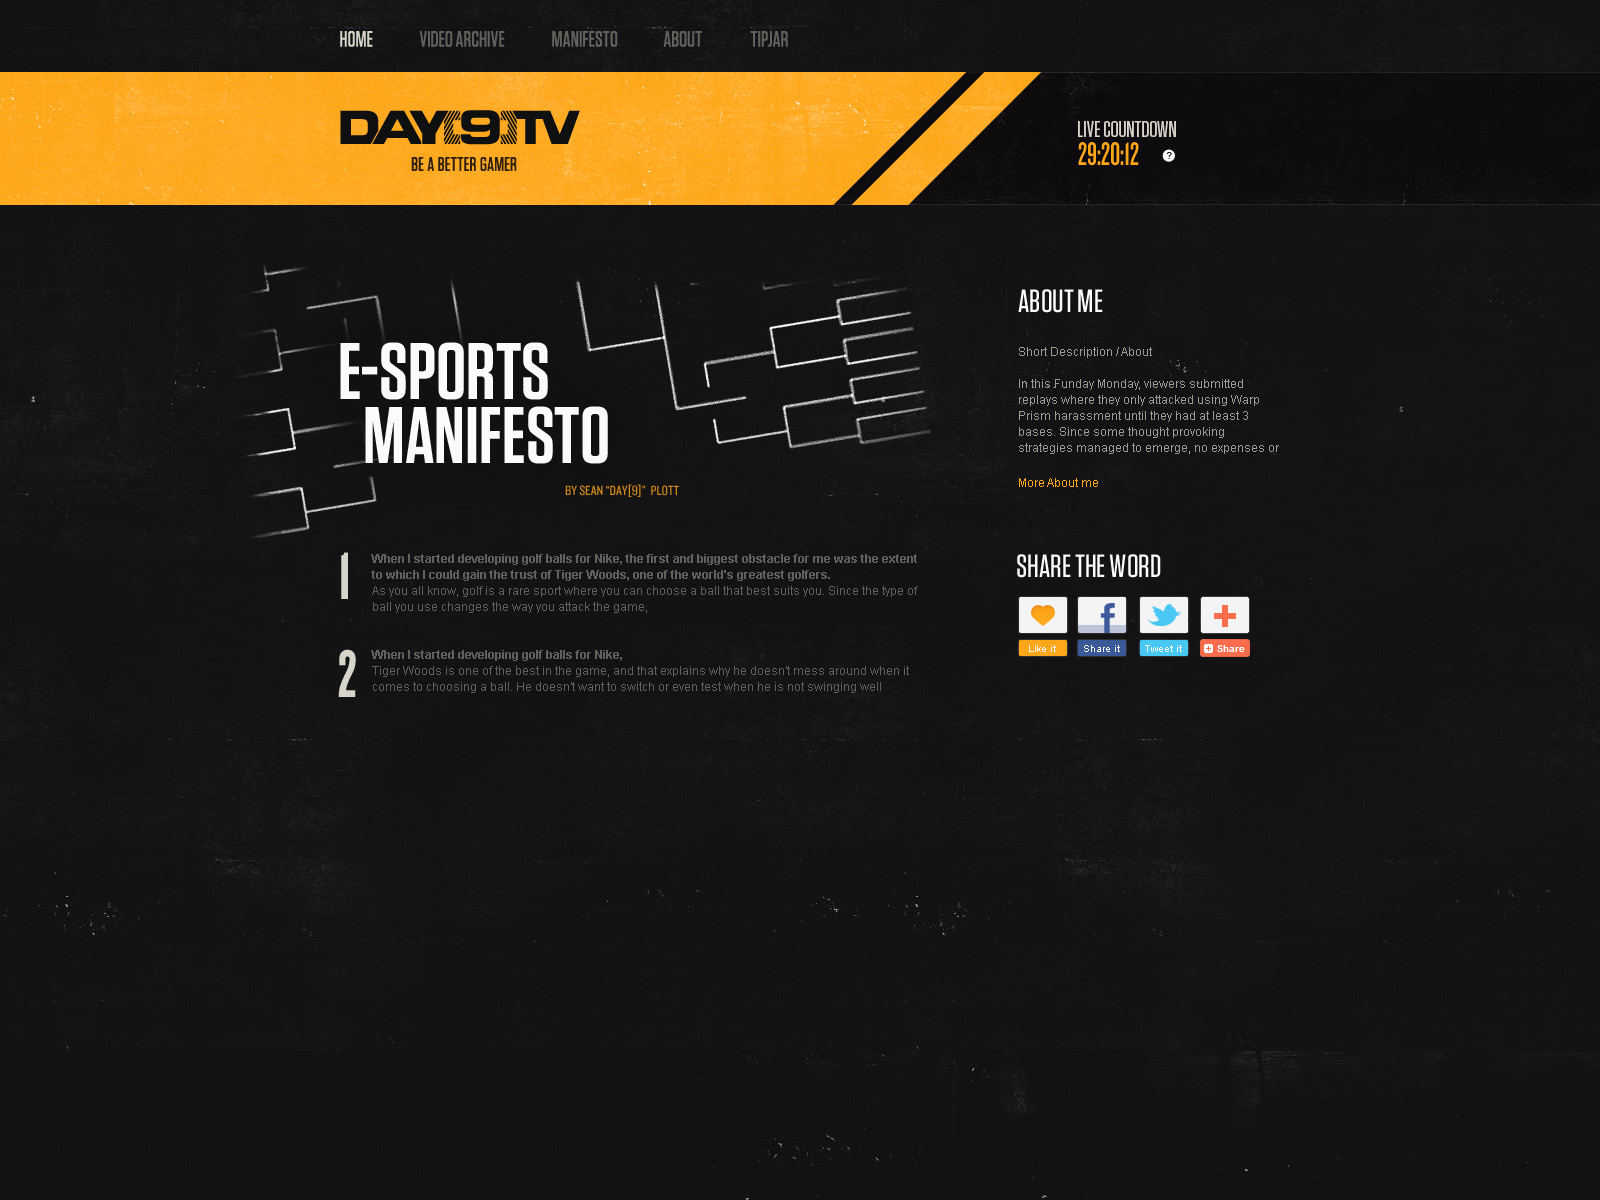 HOME VIDEO ARCHIVE MANIFESTO ABOUT TIPJAR
DAY[9]TV
BE A BETTER GAMER
LIVE COUNTDOWN
29:20:12
?
E-SPORTS
MANIFESTO
BY SEAN "DAY[9]" PLOTT
1
When I started developing golf balls for Nike, the first and biggest obstacle for me was the extent
to which I could gain the trust of Tiger Woods, one of the world's greatest golfers.
As you all know, golf is a rare sport where you can choose a ball that best suits you. Since the type of
ball you use changes the way you attack the game,
2
When I started developing golf balls for Nike,
Tiger Woods is one of the best in the game, and that explains why he doesn't mess around when it
comes to choosing a ball. He doesn't want to switch or even test when he is not swinging well
ABOUT ME
Short Description / About
In this Funday Monday, viewers submitted
replays where they only attacked using Warp
Prism harassment until they had at least 3
bases. Since some thought provoking
strategies managed to emerge, no expenses or
More About me
SHARE THE WORD
f
Like it Share it Tweet it Share